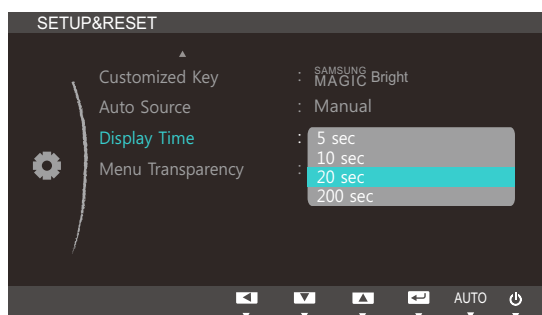 SETUP&RESET
Customized Key : SAMSUNG MAGIC Bright
Auto Source : Manual
Display Time :
5 sec
10 sec
20 sec
200 sec
Menu Transparency :
AUTO